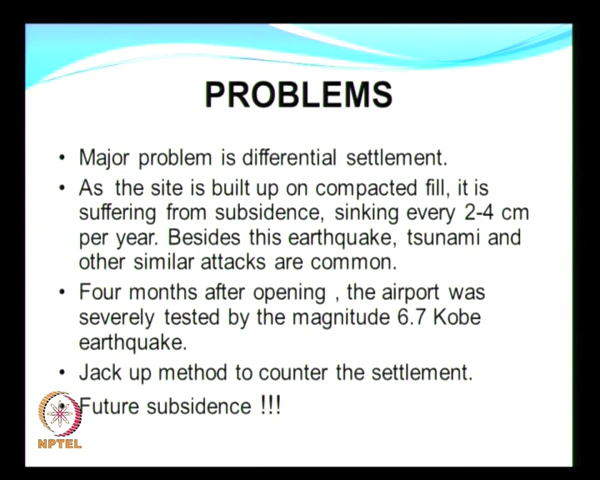 PROBLEMS
• Major problem is differential settlement.
• As the site is built up on compacted fill, it is
suffering from subsidence, sinking every 2-4 cm
per year. Besides this earthquake, tsunami and
other similar attacks are common.
• Four months after opening , the airport was
severely tested by the magnitude 6.7 Kobe
earthquake.
• Jack up method to counter the settlement.
Future subsidence !!!
NPTEL